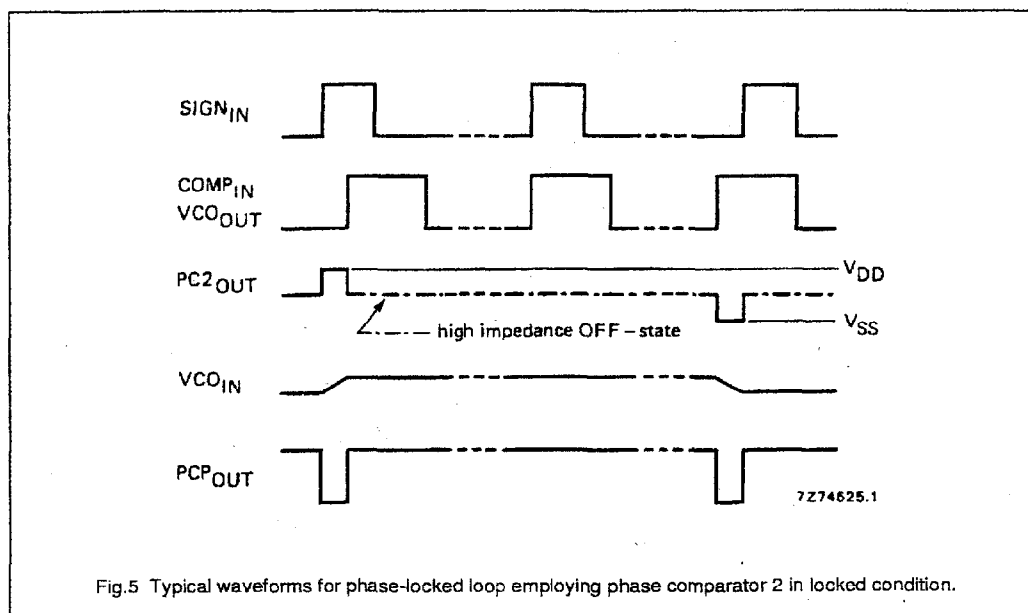 SIGN_IN
COMP_IN
VCO_OUT
PC2_OUT
V_DD
high impedance OFF – state
V_SS
VCO_IN
PCP_OUT
7Z74625.1
Fig.5 Typical waveforms for phase-locked loop employing phase comparator 2 in locked condition.